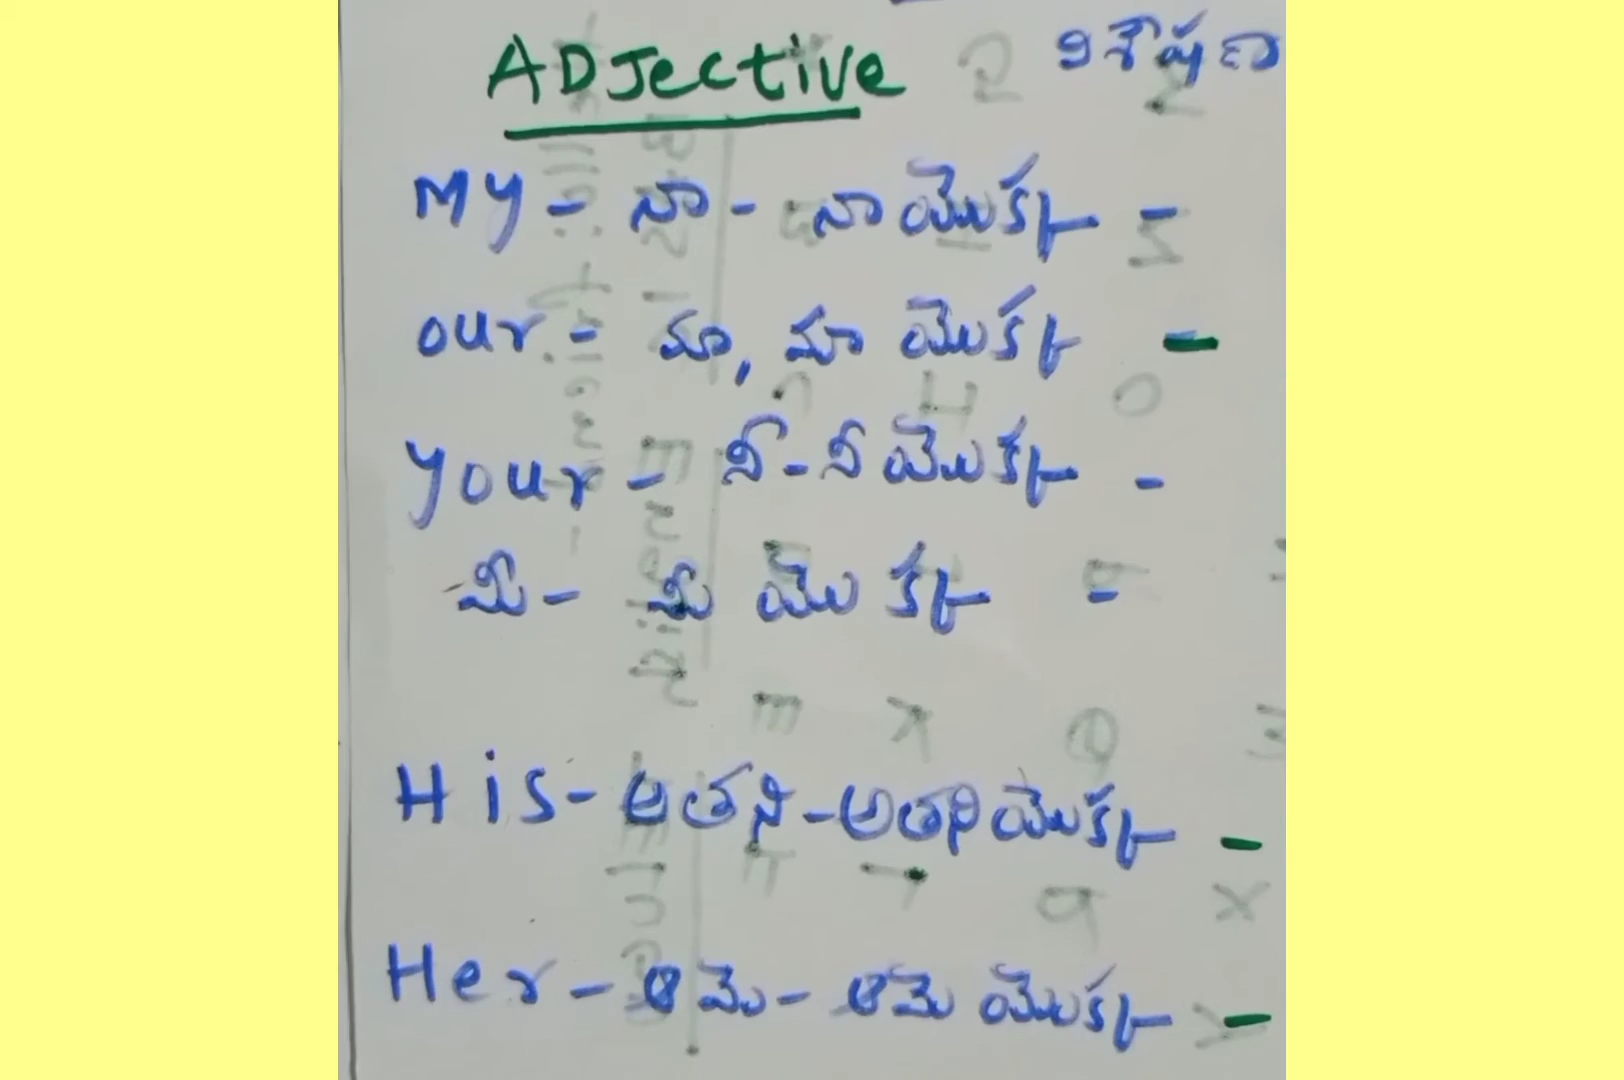 ADJective విశేషణ
MY - నా - నా యొక్క -
our - మా, మా యొక్క -
your - నీ - నీ యొక్క -
మీ - మీ యొక్క -
His - అతని - అతని యొక్క -
Her - ఆమె - ఆమె యొక్క -